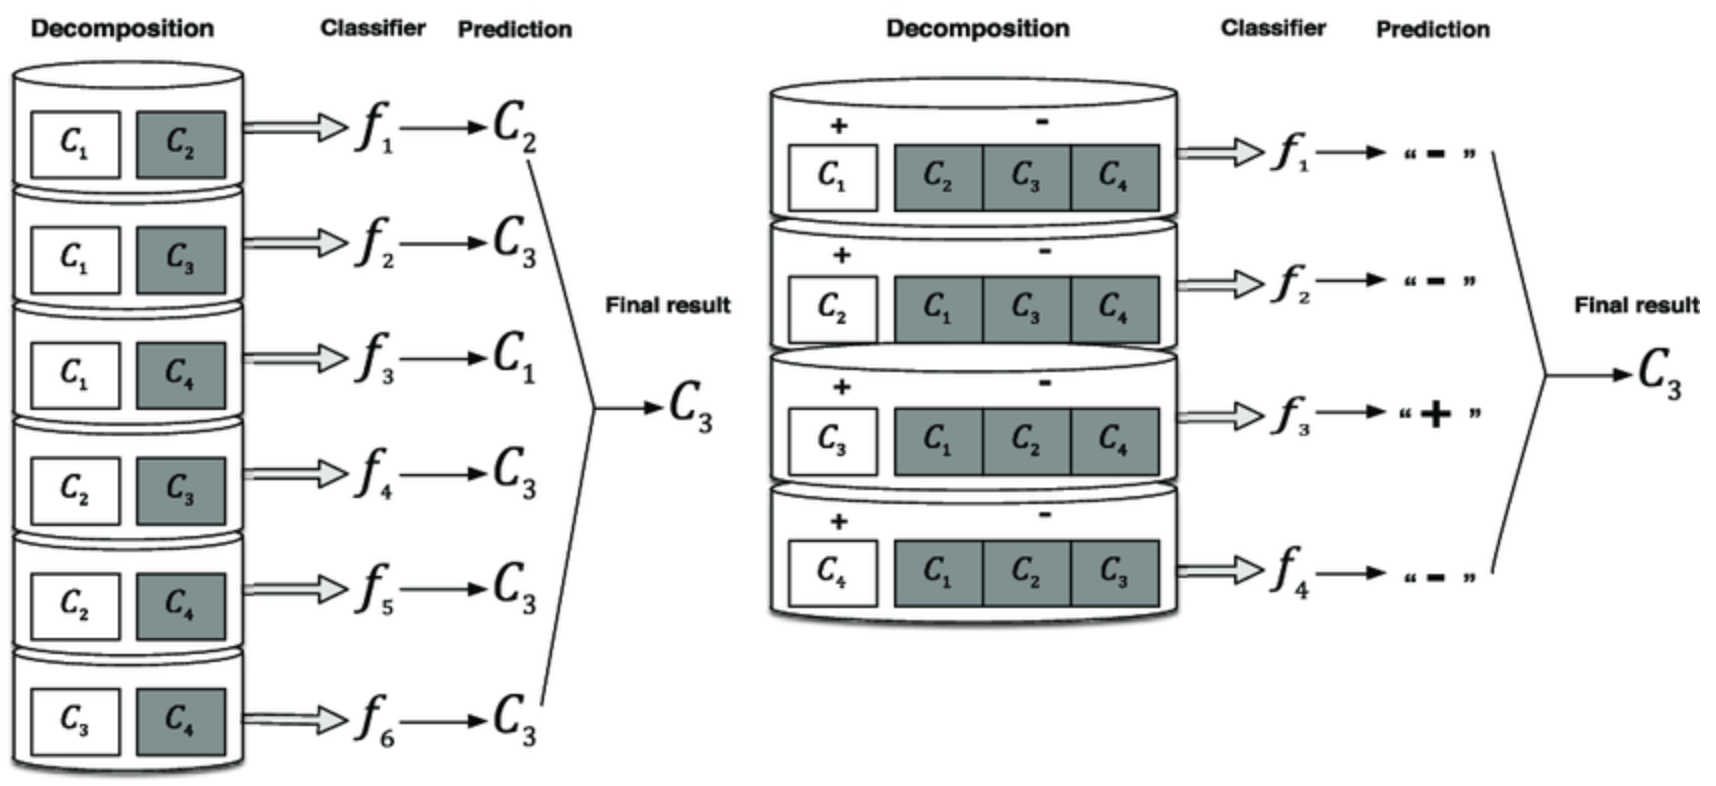 Decomposition Classifier Prediction
C₁ C₂ f₁ C₂
C₁ C₃ f₂ C₃
C₁ C₄ f₃ C₁
C₂ C₃ f₄ C₃
C₂ C₄ f₅ C₃
C₃ C₄ f₆ C₃
Final result
C₃
Decomposition Classifier Prediction
+ -
C₁ C₂ C₃ C₄ f₁ “ - ”
+ -
C₂ C₁ C₃ C₄ f₂ “ - ”
+ -
C₃ C₁ C₂ C₄ f₃ “ + ”
+ -
C₄ C₁ C₂ C₃ f₄ “ - ”
Final result
C₃